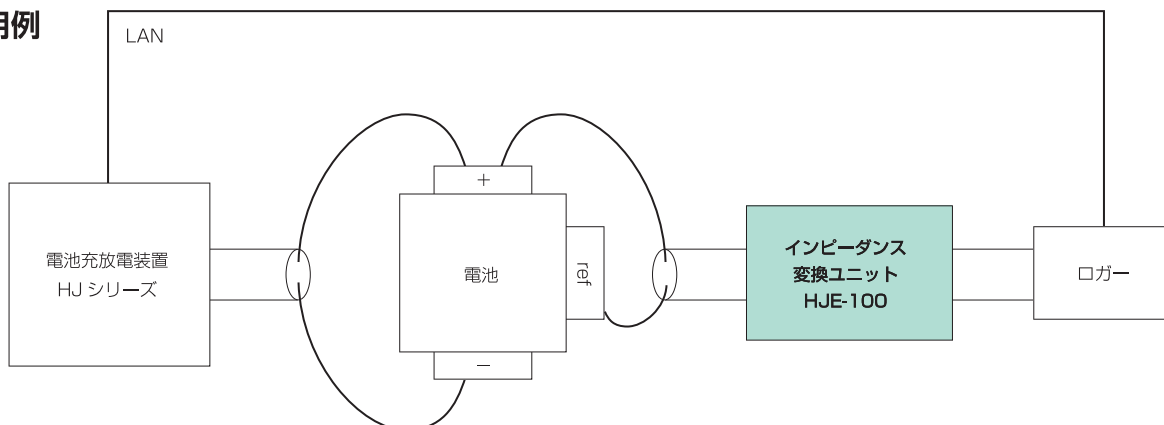 用例
LAN
電池充放電装置
HJ シリーズ
+
電池
−
ref
インピーダンス
変換ユニット
HJE-100
ロガー